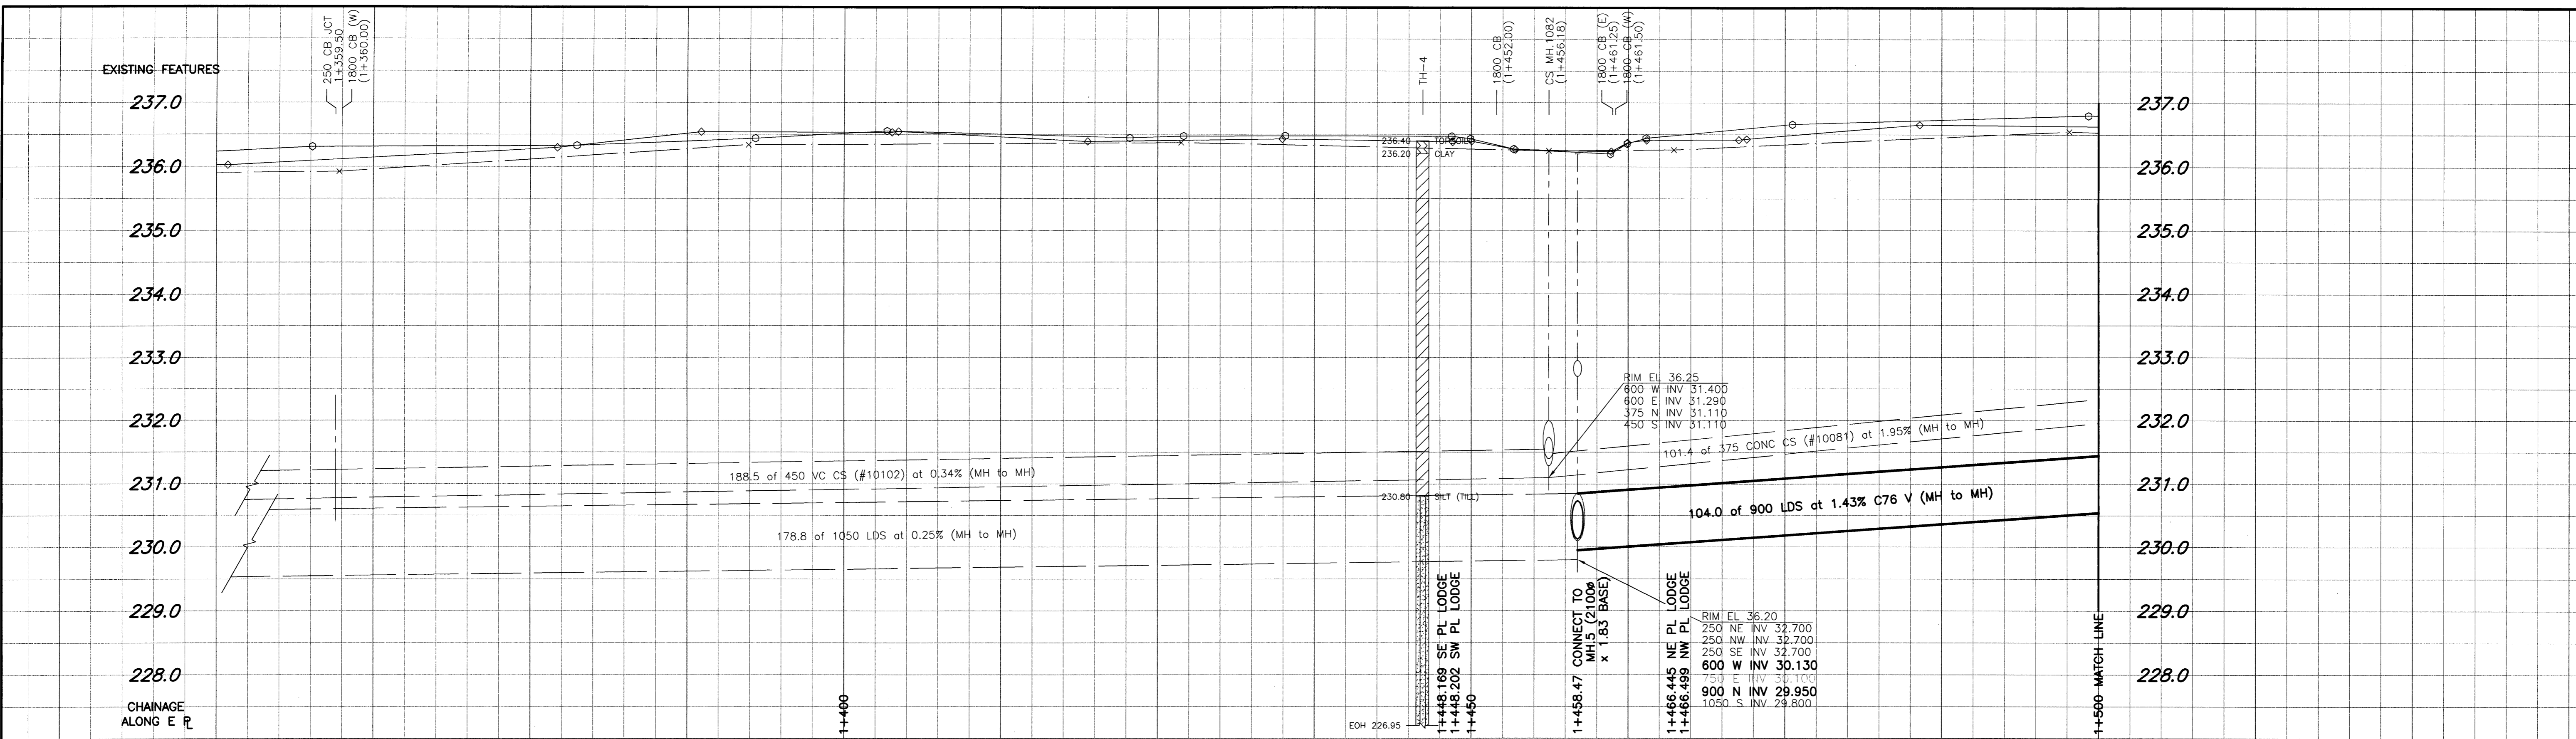 EXISTING FEATURES
250 CB JCT
1+359.50
1800 CB (W)
(1+360.00)
TH-4
1800 CB
(1+452.00)
CS MH.1082
(1+456.18)
1800 CB (E)
(1+461.25)
1800 CB (W)
(1+461.50)
237.0
237.0
236.40 TOPSOIL
236.20 CLAY
236.0
236.0
235.0
235.0
234.0
234.0
233.0
233.0
RIM EL 36.25
600 W INV 31.400
600 E INV 31.290
375 N INV 31.110
450 S INV 31.110
232.0
232.0
101.4 of 375 CONC CS (#10081) at 1.95% (MH to MH)
188.5 of 450 VC CS (#10102) at 0.34% (MH to MH)
231.0
231.0
230.80 SILT (TILL)
104.0 of 900 LDS at 1.43% C76 V (MH to MH)
178.8 of 1050 LDS at 0.25% (MH to MH)
230.0
230.0
229.0
229.0
RIM EL 36.20
250 NE INV 32.700
250 NW INV 32.700
250 SE INV 32.700
600 W INV 30.130
750 E INV 30.100
900 N INV 29.950
1050 S INV 29.800
228.0
228.0
CHAINAGE
ALONG E PL
1+400
EOH 226.95
1+448.169 SE PL LODGE
1+448.202 SW PL LODGE
1+450
1+458.47 CONNECT TO
MH.5 (2100ø
x 1.83 BASE)
1+466.445 NE PL LODGE
1+466.499 NW PL LODGE
1+500 MATCH LINE